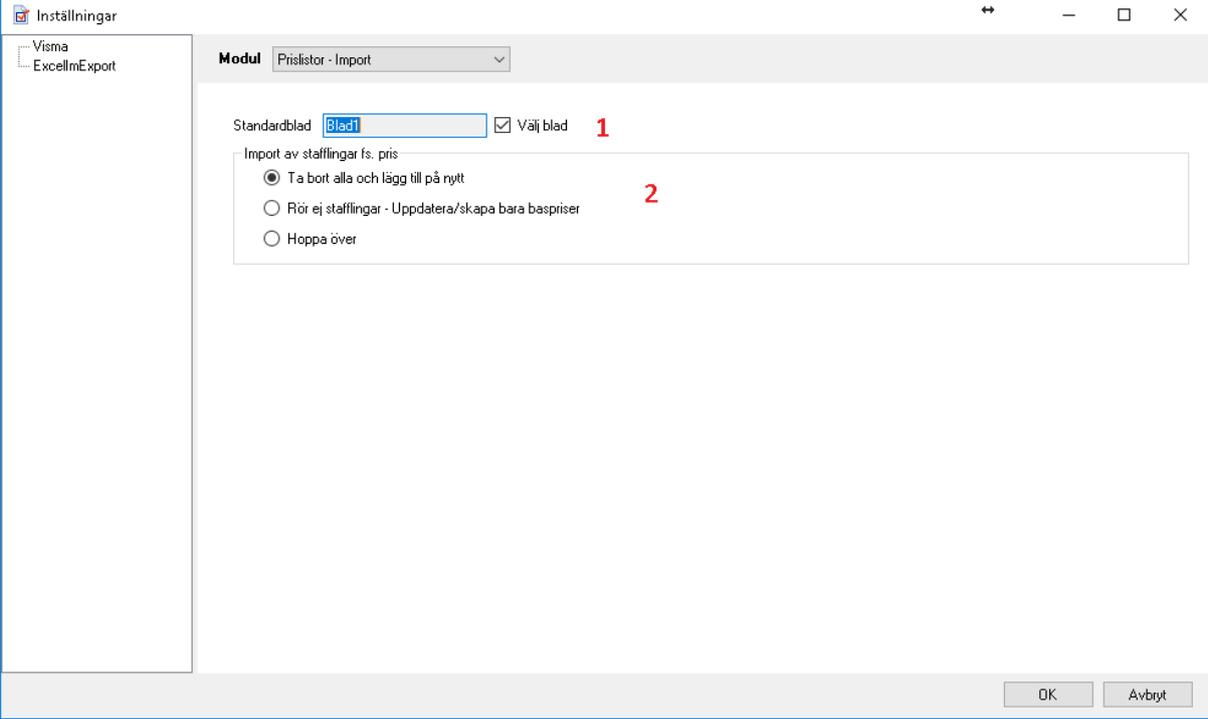 Inställningar
Visma
ExcelImExport
Modul Prislistor - Import
Standardblad Blad1 Välj blad 1
Import av stafflingar fs. pris
Ta bort alla och lägg till på nytt
2
Rör ej stafflingar - Uppdatera/skapa bara baspriser
Hoppa över
OK Avbryt